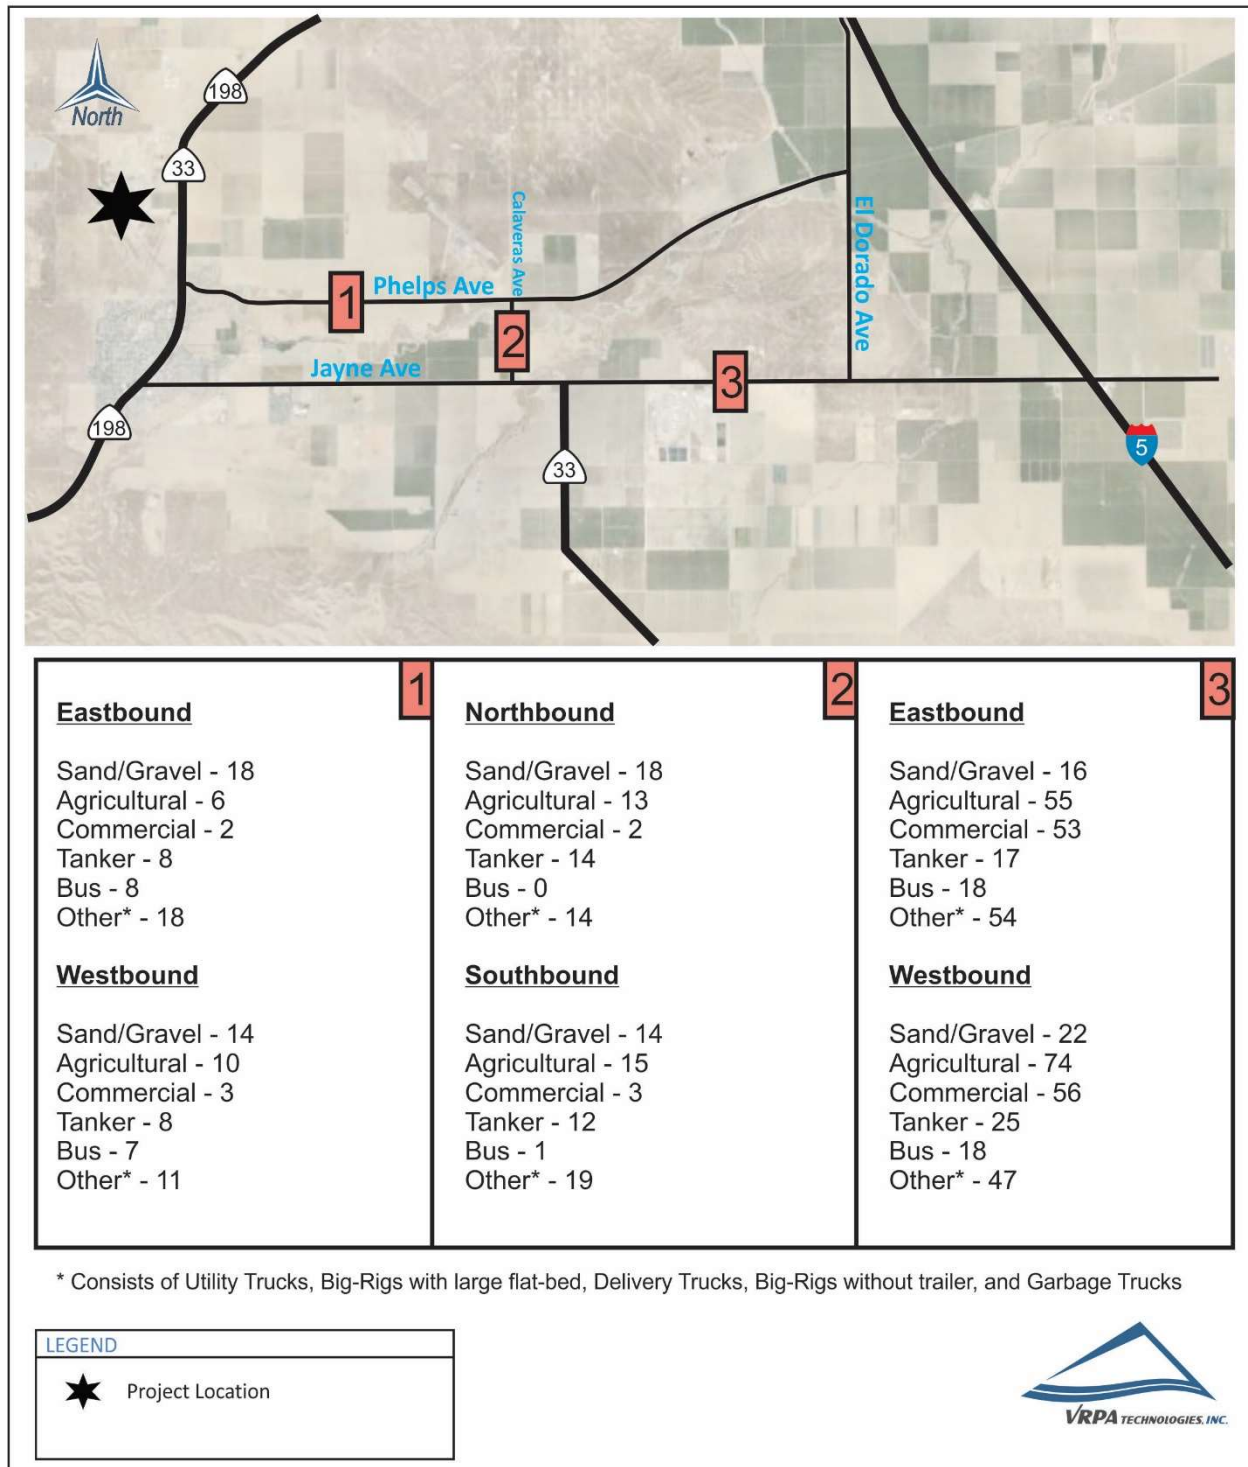 198
North
33
Calaveras Ave
El Dorado Ave
Phelps Ave
1
2
Jayne Ave
3
198
5
33
1
2
3
Eastbound
Sand/Gravel - 18
Agricultural - 6
Commercial - 2
Tanker - 8
Bus - 8
Other* - 18
Westbound
Sand/Gravel - 14
Agricultural - 10
Commercial - 3
Tanker - 8
Bus - 7
Other* - 11
Northbound
Sand/Gravel - 18
Agricultural - 13
Commercial - 2
Tanker - 14
Bus - 0
Other* - 14
Southbound
Sand/Gravel - 14
Agricultural - 15
Commercial - 3
Tanker - 12
Bus - 1
Other* - 19
Eastbound
Sand/Gravel - 16
Agricultural - 55
Commercial - 53
Tanker - 17
Bus - 18
Other* - 54
Westbound
Sand/Gravel - 22
Agricultural - 74
Commercial - 56
Tanker - 25
Bus - 18
Other* - 47
* Consists of Utility Trucks, Big-Rigs with large flat-bed, Delivery Trucks, Big-Rigs without trailer, and Garbage Trucks
LEGEND
Project Location
VRPA TECHNOLOGIES, INC.